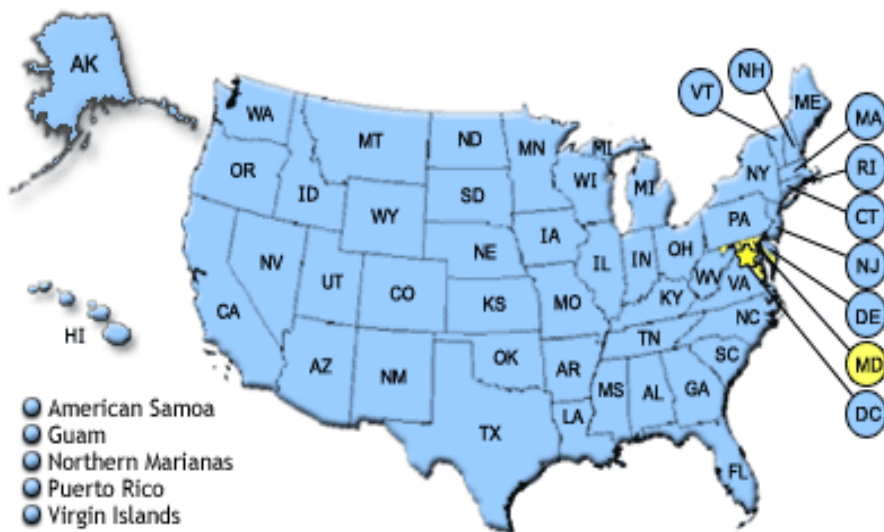 AK
NH
VT
ME
WA
MA
MT
ND
MN
MI
OR
RI
ID
SD
WI
MI
NY
WY
CT
PA
IA
NE
NV
OH
IL
IN
NJ
UT
WV
VA
CO
CA
KS
MO
KY
DE
HI
NC
TN
OK
AZ
NM
AR
SC
MD
MS
AL
GA
American Samoa
LA
DC
TX
Guam
Northern Marianas
FL
Puerto Rico
Virgin Islands